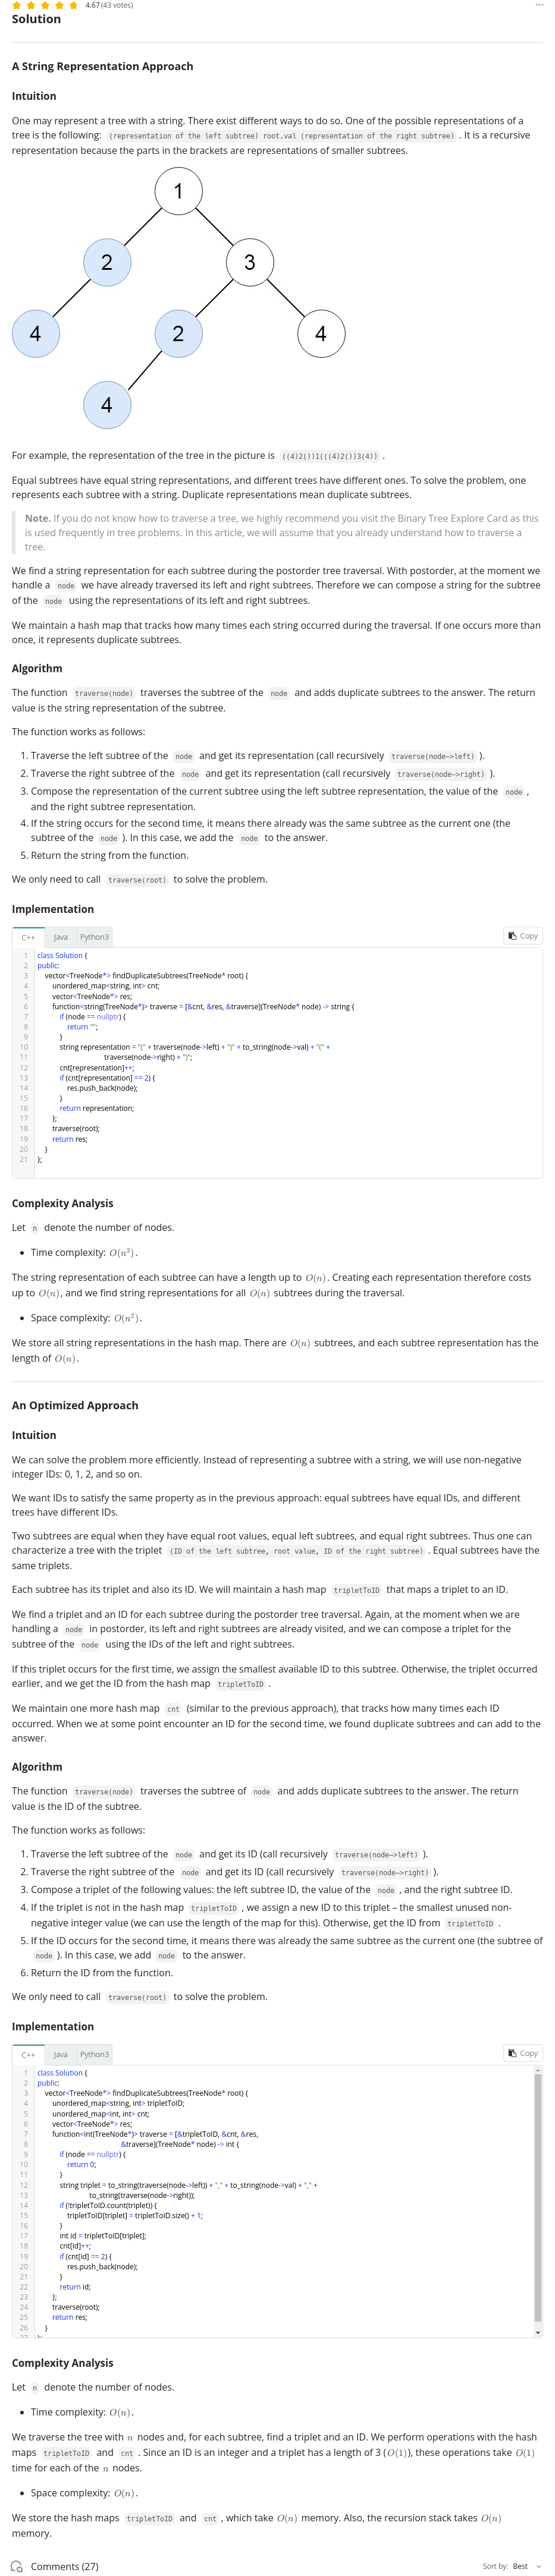 4.67 (43 votes)
Solution
A String Representation Approach
Intuition
One may represent a tree with a string. There exist different ways to do so. One of the possible representations of a
tree is the following: (representation of the left subtree) root.val (representation of the right subtree) . It is a recursive
representation because the parts in the brackets are representations of smaller subtrees.
1
2
3
4
2
4
4
For example, the representation of the tree in the picture is ((4)2())1(((4)2())3(4)) .
Equal subtrees have equal string representations, and different trees have different ones. To solve the problem, one
represents each subtree with a string. Duplicate representations mean duplicate subtrees.
Note. If you do not know how to traverse a tree, we highly recommend you visit the Binary Tree Explore Card as this
is used frequently in tree problems. In this article, we will assume that you already understand how to traverse a
tree.
We find a string representation for each subtree during the postorder tree traversal. With postorder, at the moment we
handle a node we have already traversed its left and right subtrees. Therefore we can compose a string for the subtree
of the node using the representations of its left and right subtrees.
We maintain a hash map that tracks how many times each string occurred during the traversal. If one occurs more than
once, it represents duplicate subtrees.
Algorithm
The function traverse(node) traverses the subtree of the node and adds duplicate subtrees to the answer. The return
value is the string representation of the subtree.
The function works as follows:
1. Traverse the left subtree of the node and get its representation (call recursively traverse(node->left) ).
2. Traverse the right subtree of the node and get its representation (call recursively traverse(node->right) ).
3. Compose the representation of the current subtree using the left subtree representation, the value of the node ,
and the right subtree representation.
4. If the string occurs for the second time, it means there already was the same subtree as the current one (the
subtree of the node ). In this case, we add the node to the answer.
5. Return the string from the function.
We only need to call traverse(root) to solve the problem.
Implementation
C++ Java Python3 Copy
1 class Solution {
2 public:
3 vector<TreeNode*> findDuplicateSubtrees(TreeNode* root) {
4 unordered_map<string, int> cnt;
5 vector<TreeNode*> res;
6 function<string(TreeNode*)> traverse = [&cnt, &res, &traverse](TreeNode* node) -> string {
7 if (node == nullptr) {
8 return "";
9 }
10 string representation = "(" + traverse(node->left) + ")" + to_string(node->val) + "(" +
11 traverse(node->right) + ")";
12 cnt[representation]++;
13 if (cnt[representation] == 2) {
14 res.push_back(node);
15 }
16 return representation;
17 };
18 traverse(root);
19 return res;
20 }
21 };
Complexity Analysis
Let n denote the number of nodes.
• Time complexity: O(n²).
The string representation of each subtree can have a length up to O(n). Creating each representation therefore costs
up to O(n), and we find string representations for all O(n) subtrees during the traversal.
• Space complexity: O(n²).
We store all string representations in the hash map. There are O(n) subtrees, and each subtree representation has the
length of O(n).
An Optimized Approach
Intuition
We can solve the problem more efficiently. Instead of representing a subtree with a string, we will use non-negative
integer IDs: 0, 1, 2, and so on.
We want IDs to satisfy the same property as in the previous approach: equal subtrees have equal IDs, and different
trees have different IDs.
Two subtrees are equal when they have equal root values, equal left subtrees, and equal right subtrees. Thus one can
characterize a tree with the triplet (ID of the left subtree, root value, ID of the right subtree) . Equal subtrees have the
same triplets.
Each subtree has its triplet and also its ID. We will maintain a hash map tripletToID that maps a triplet to an ID.
We find a triplet and an ID for each subtree during the postorder tree traversal. Again, at the moment when we are
handling a node in postorder, its left and right subtrees are already visited, and we can compose a triplet for the
subtree of the node using the IDs of the left and right subtrees.
If this triplet occurs for the first time, we assign the smallest available ID to this subtree. Otherwise, the triplet occurred
earlier, and we get the ID from the hash map tripletToID .
We maintain one more hash map cnt (similar to the previous approach), that tracks how many times each ID
occurred. When we at some point encounter an ID for the second time, we found duplicate subtrees and can add to the
answer.
Algorithm
The function traverse(node) traverses the subtree of node and adds duplicate subtrees to the answer. The return
value is the ID of the subtree.
The function works as follows:
1. Traverse the left subtree of the node and get its ID (call recursively traverse(node->left) ).
2. Traverse the right subtree of the node and get its ID (call recursively traverse(node->right) ).
3. Compose a triplet of the following values: the left subtree ID, the value of the node , and the right subtree ID.
4. If the triplet is not in the hash map tripletToID , we assign a new ID to this triplet – the smallest unused non-
negative integer value (we can use the length of the map for this). Otherwise, get the ID from tripletToID .
5. If the ID occurs for the second time, it means there already was the same subtree as the current one (the subtree of
node ). In this case, we add node to the answer.
6. Return the ID from the function.
We only need to call traverse(root) to solve the problem.
Implementation
C++ Java Python3 Copy
1 class Solution {
2 public:
3 vector<TreeNode*> findDuplicateSubtrees(TreeNode* root) {
4 unordered_map<string, int> tripletToID;
5 unordered_map<int, int> cnt;
6 vector<TreeNode*> res;
7 function<int(TreeNode*)> traverse = [&tripletToID, &cnt, &res,
8 &traverse](TreeNode* node) -> int {
9 if (node == nullptr) {
10 return 0;
11 }
12 string triplet = to_string(traverse(node->left)) + "," + to_string(node->val) + "," +
13 to_string(traverse(node->right));
14 if (!tripletToID.count(triplet)) {
15 tripletToID[triplet] = tripletToID.size() + 1;
16 }
17 int id = tripletToID[triplet];
18 cnt[id]++;
19 if (cnt[id] == 2) {
20 res.push_back(node);
21 }
22 return id;
23 };
24 traverse(root);
25 return res;
26 }
Complexity Analysis
Let n denote the number of nodes.
• Time complexity: O(n).
We traverse the tree with n nodes and, for each subtree, find a triplet and an ID. We perform operations with the hash
maps tripletToID and cnt . Since an ID is an integer and a triplet has a length of 3 (O(1)), these operations take O(1)
time for each of the n nodes.
• Space complexity: O(n).
We store the hash maps tripletToID and cnt , which take O(n) memory. Also, the recursion stack takes O(n)
memory.
Comments (27) Sort by: Best